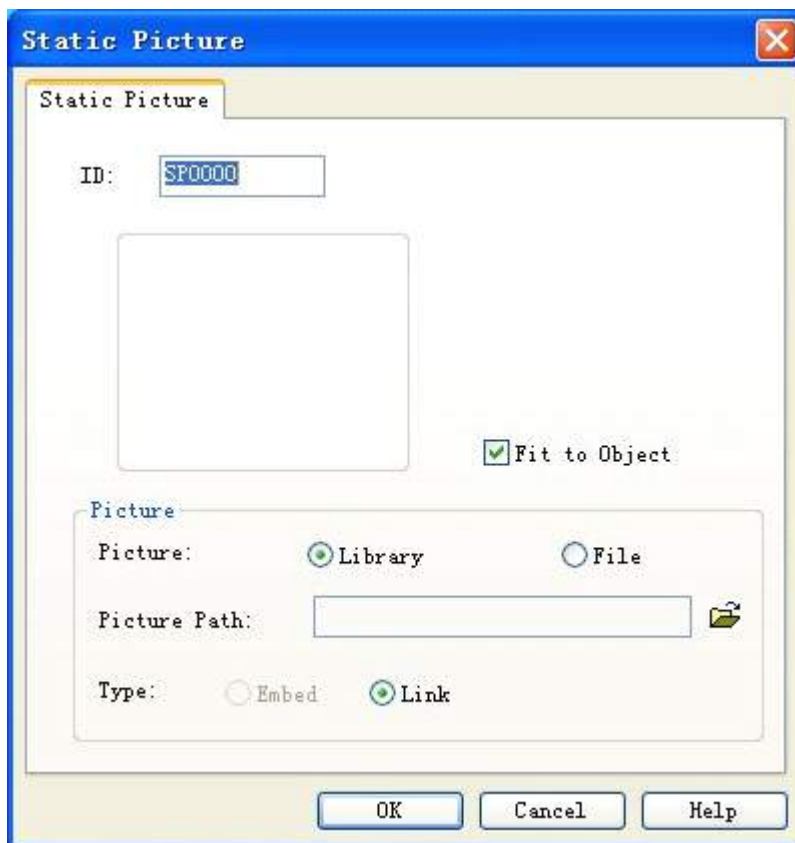 Static Picture
Static Picture
ID: SP0000
Fit to Object
Picture
Picture: Library File
Picture Path:
Type: Embed Link
OK Cancel Help